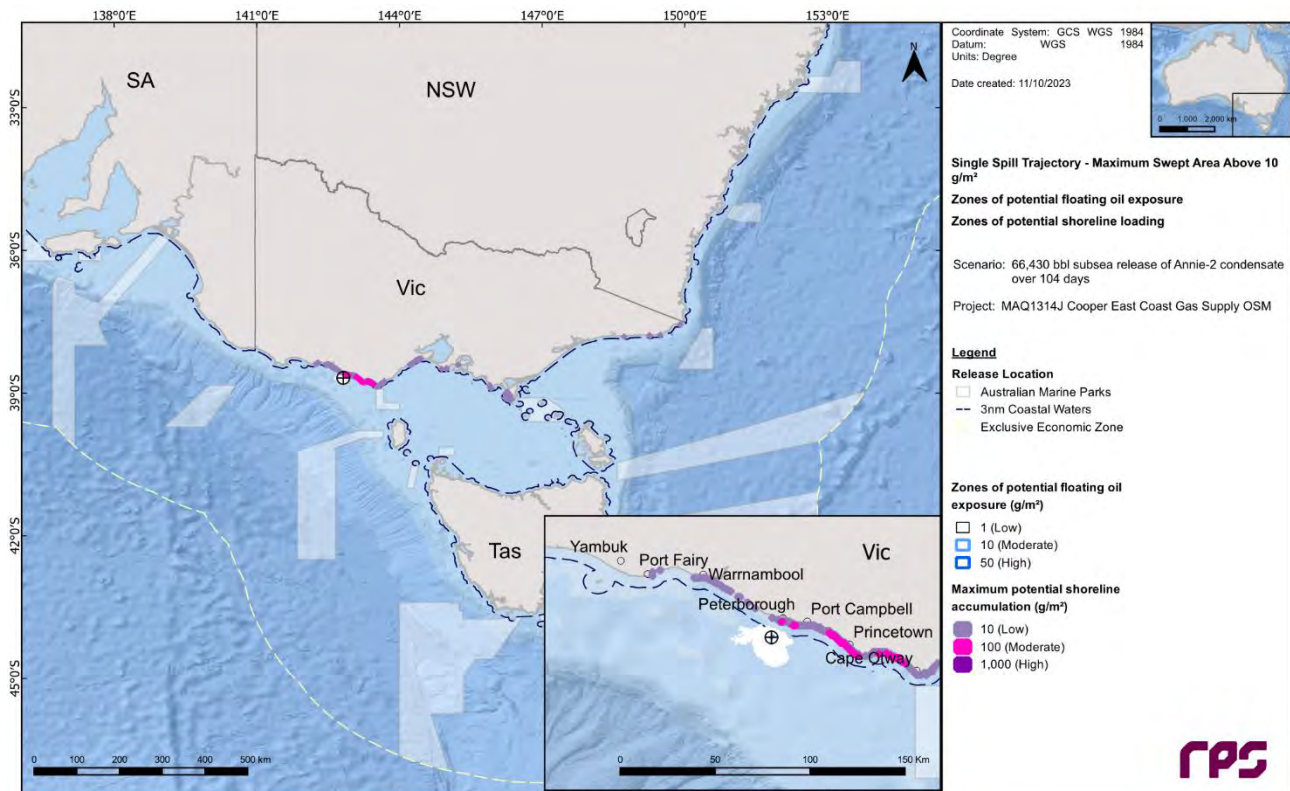 138°0'E 141°0'E 144°0'E 147°0'E 150°0'E 153°0'E
33°0'S
36°0'S
39°0'S
42°0'S
45°0'S
SA
NSW
Vic
Tas
N
0 100 200 300 400 500 km
Yambuk
Port Fairy
Warrnambool
Peterborough
Port Campbell
Princetown
Cape Otway
Vic
0 50 100 150 Km
Coordinate System: GCS WGS 1984
Datum: WGS 1984
Units: Degree
Date created: 11/10/2023
0 1,000 2,000 km
Single Spill Trajectory - Maximum Swept Area Above 10
g/m²
Zones of potential floating oil exposure
Zones of potential shoreline loading
Scenario: 66,430 bbl subsea release of Annie-2 condensate
over 104 days
Project: MAQ1314J Cooper East Coast Gas Supply OSM
Legend
Release Location
Australian Marine Parks
3nm Coastal Waters
Exclusive Economic Zone
Zones of potential floating oil
exposure (g/m²)
1 (Low)
10 (Moderate)
50 (High)
Maximum potential shoreline
accumulation (g/m²)
10 (Low)
100 (Moderate)
1,000 (High)
rps